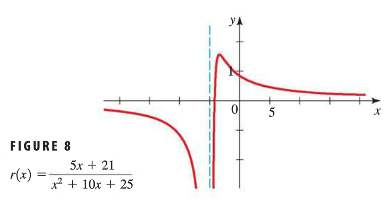 y
1
0
5
x
FIGURE 8
r(x) = 5x + 21 / x² + 10x + 25